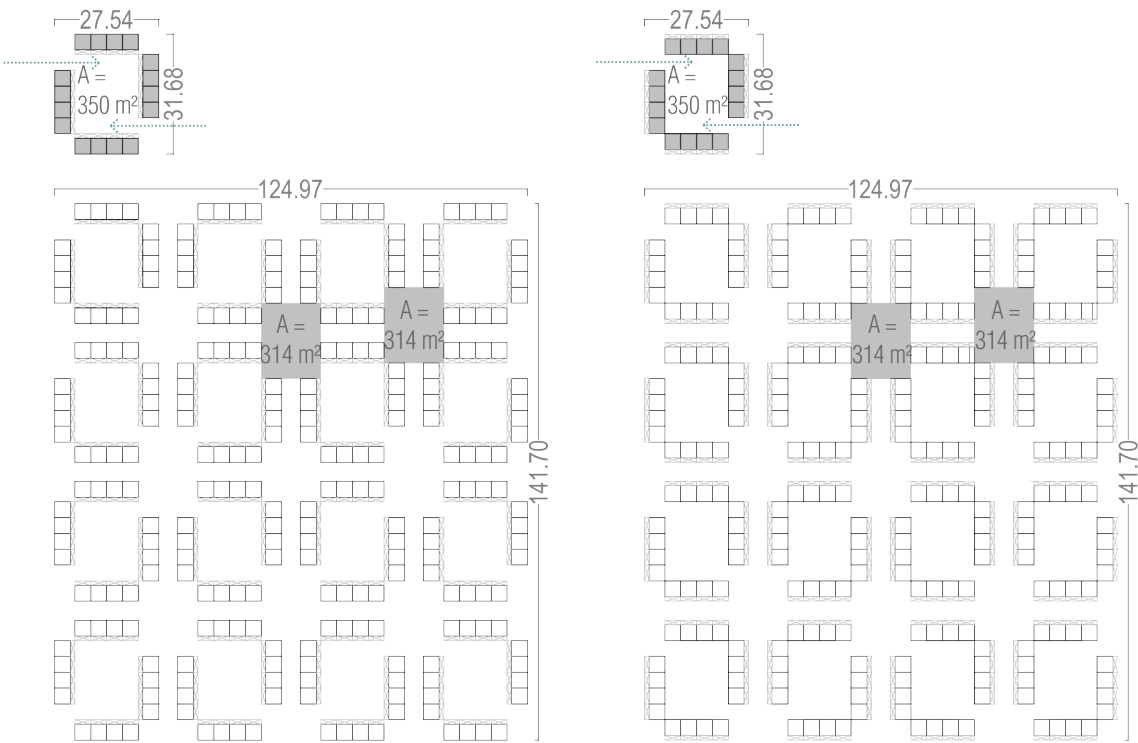 27.54
A =
350 m²
31.68
27.54
A =
350 m²
31.68
124.97
A =
314 m²
A =
314 m²
141.70
124.97
A =
314 m²
A =
314 m²
141.70